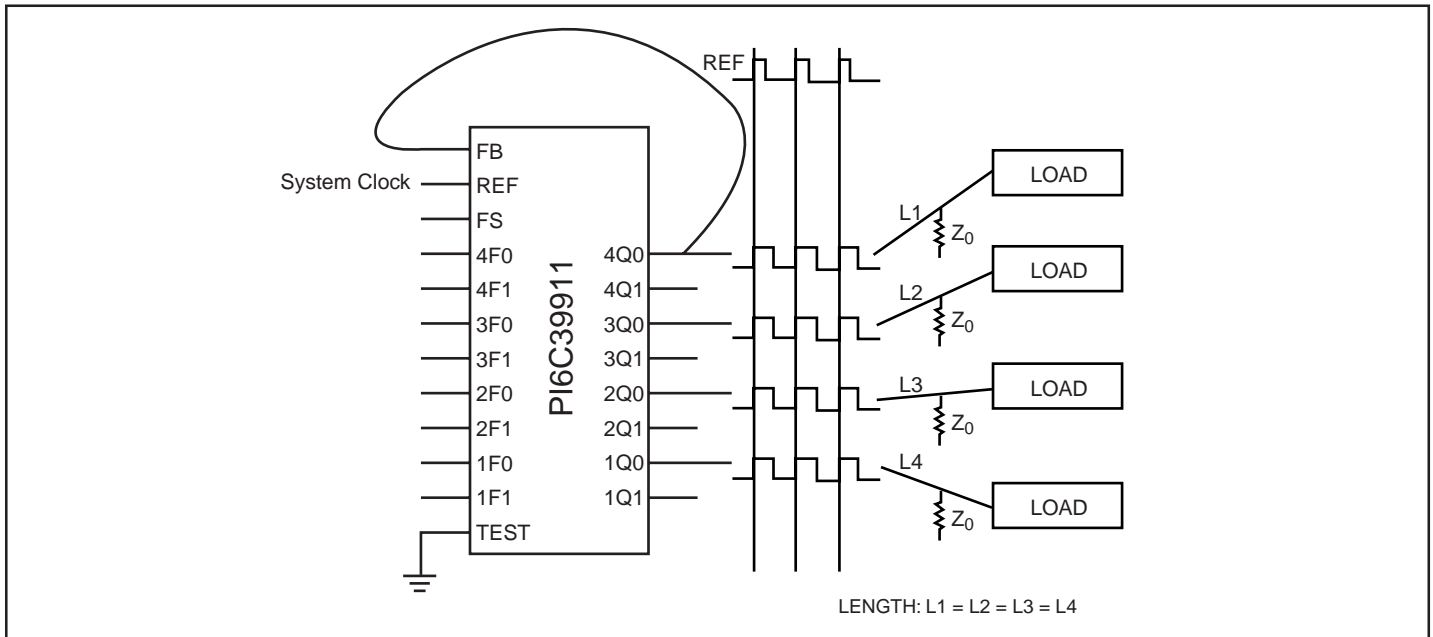 REF
FB
System Clock
REF
FS
4F0
4F1
3F0
3F1
2F0
2F1
1F0
1F1
TEST
PI6C39911
4Q0
4Q1
3Q0
3Q1
2Q0
2Q1
1Q0
1Q1
L1
Z0
LOAD
L2
Z0
LOAD
L3
Z0
LOAD
L4
Z0
LOAD
LENGTH: L1 = L2 = L3 = L4